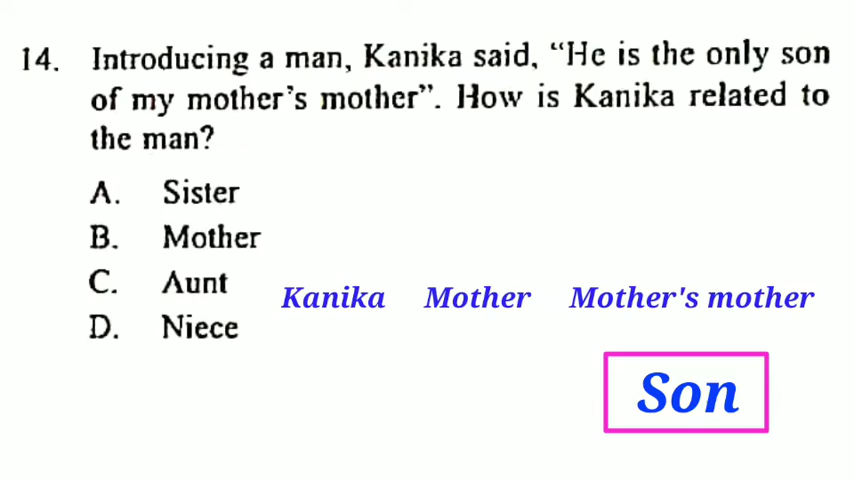 14. Introducing a man, Kanika said, “He is the only son
of my mother’s mother”. How is Kanika related to
the man?
A. Sister
B. Mother
C. Aunt
D. Niece
Kanika Mother Mother's mother
Son